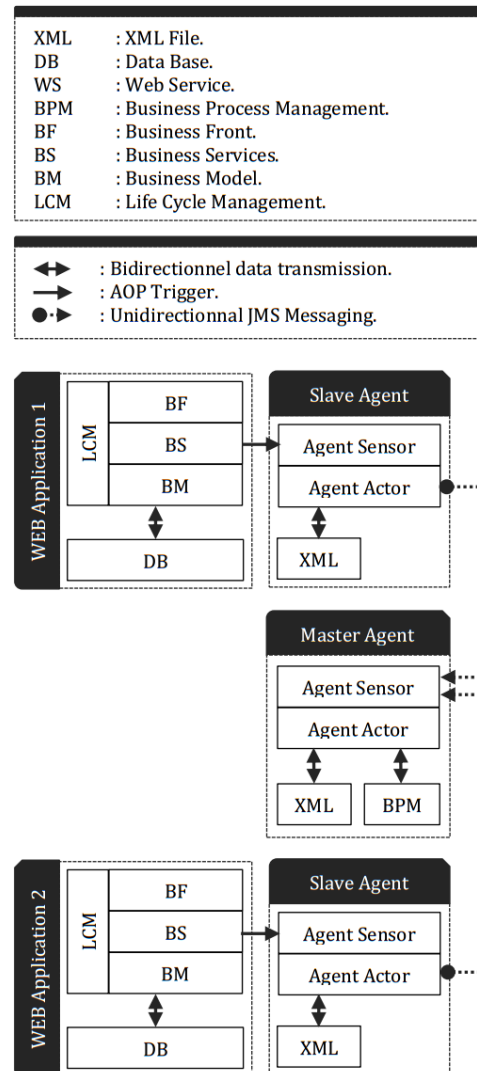 XML : XML File.
DB : Data Base.
WS : Web Service.
BPM : Business Process Management.
BF : Business Front.
BS : Business Services.
BM : Business Model.
LCM : Life Cycle Management.
: Bidirectionnel data transmission.
: AOP Trigger.
: Unidirectionnal JMS Messaging.
WEB Application 1
LCM
BF
BS
BM
DB
Slave Agent
Agent Sensor
Agent Actor
XML
Master Agent
Agent Sensor
Agent Actor
XML
BPM
WEB Application 2
LCM
BF
BS
BM
DB
Slave Agent
Agent Sensor
Agent Actor
XML